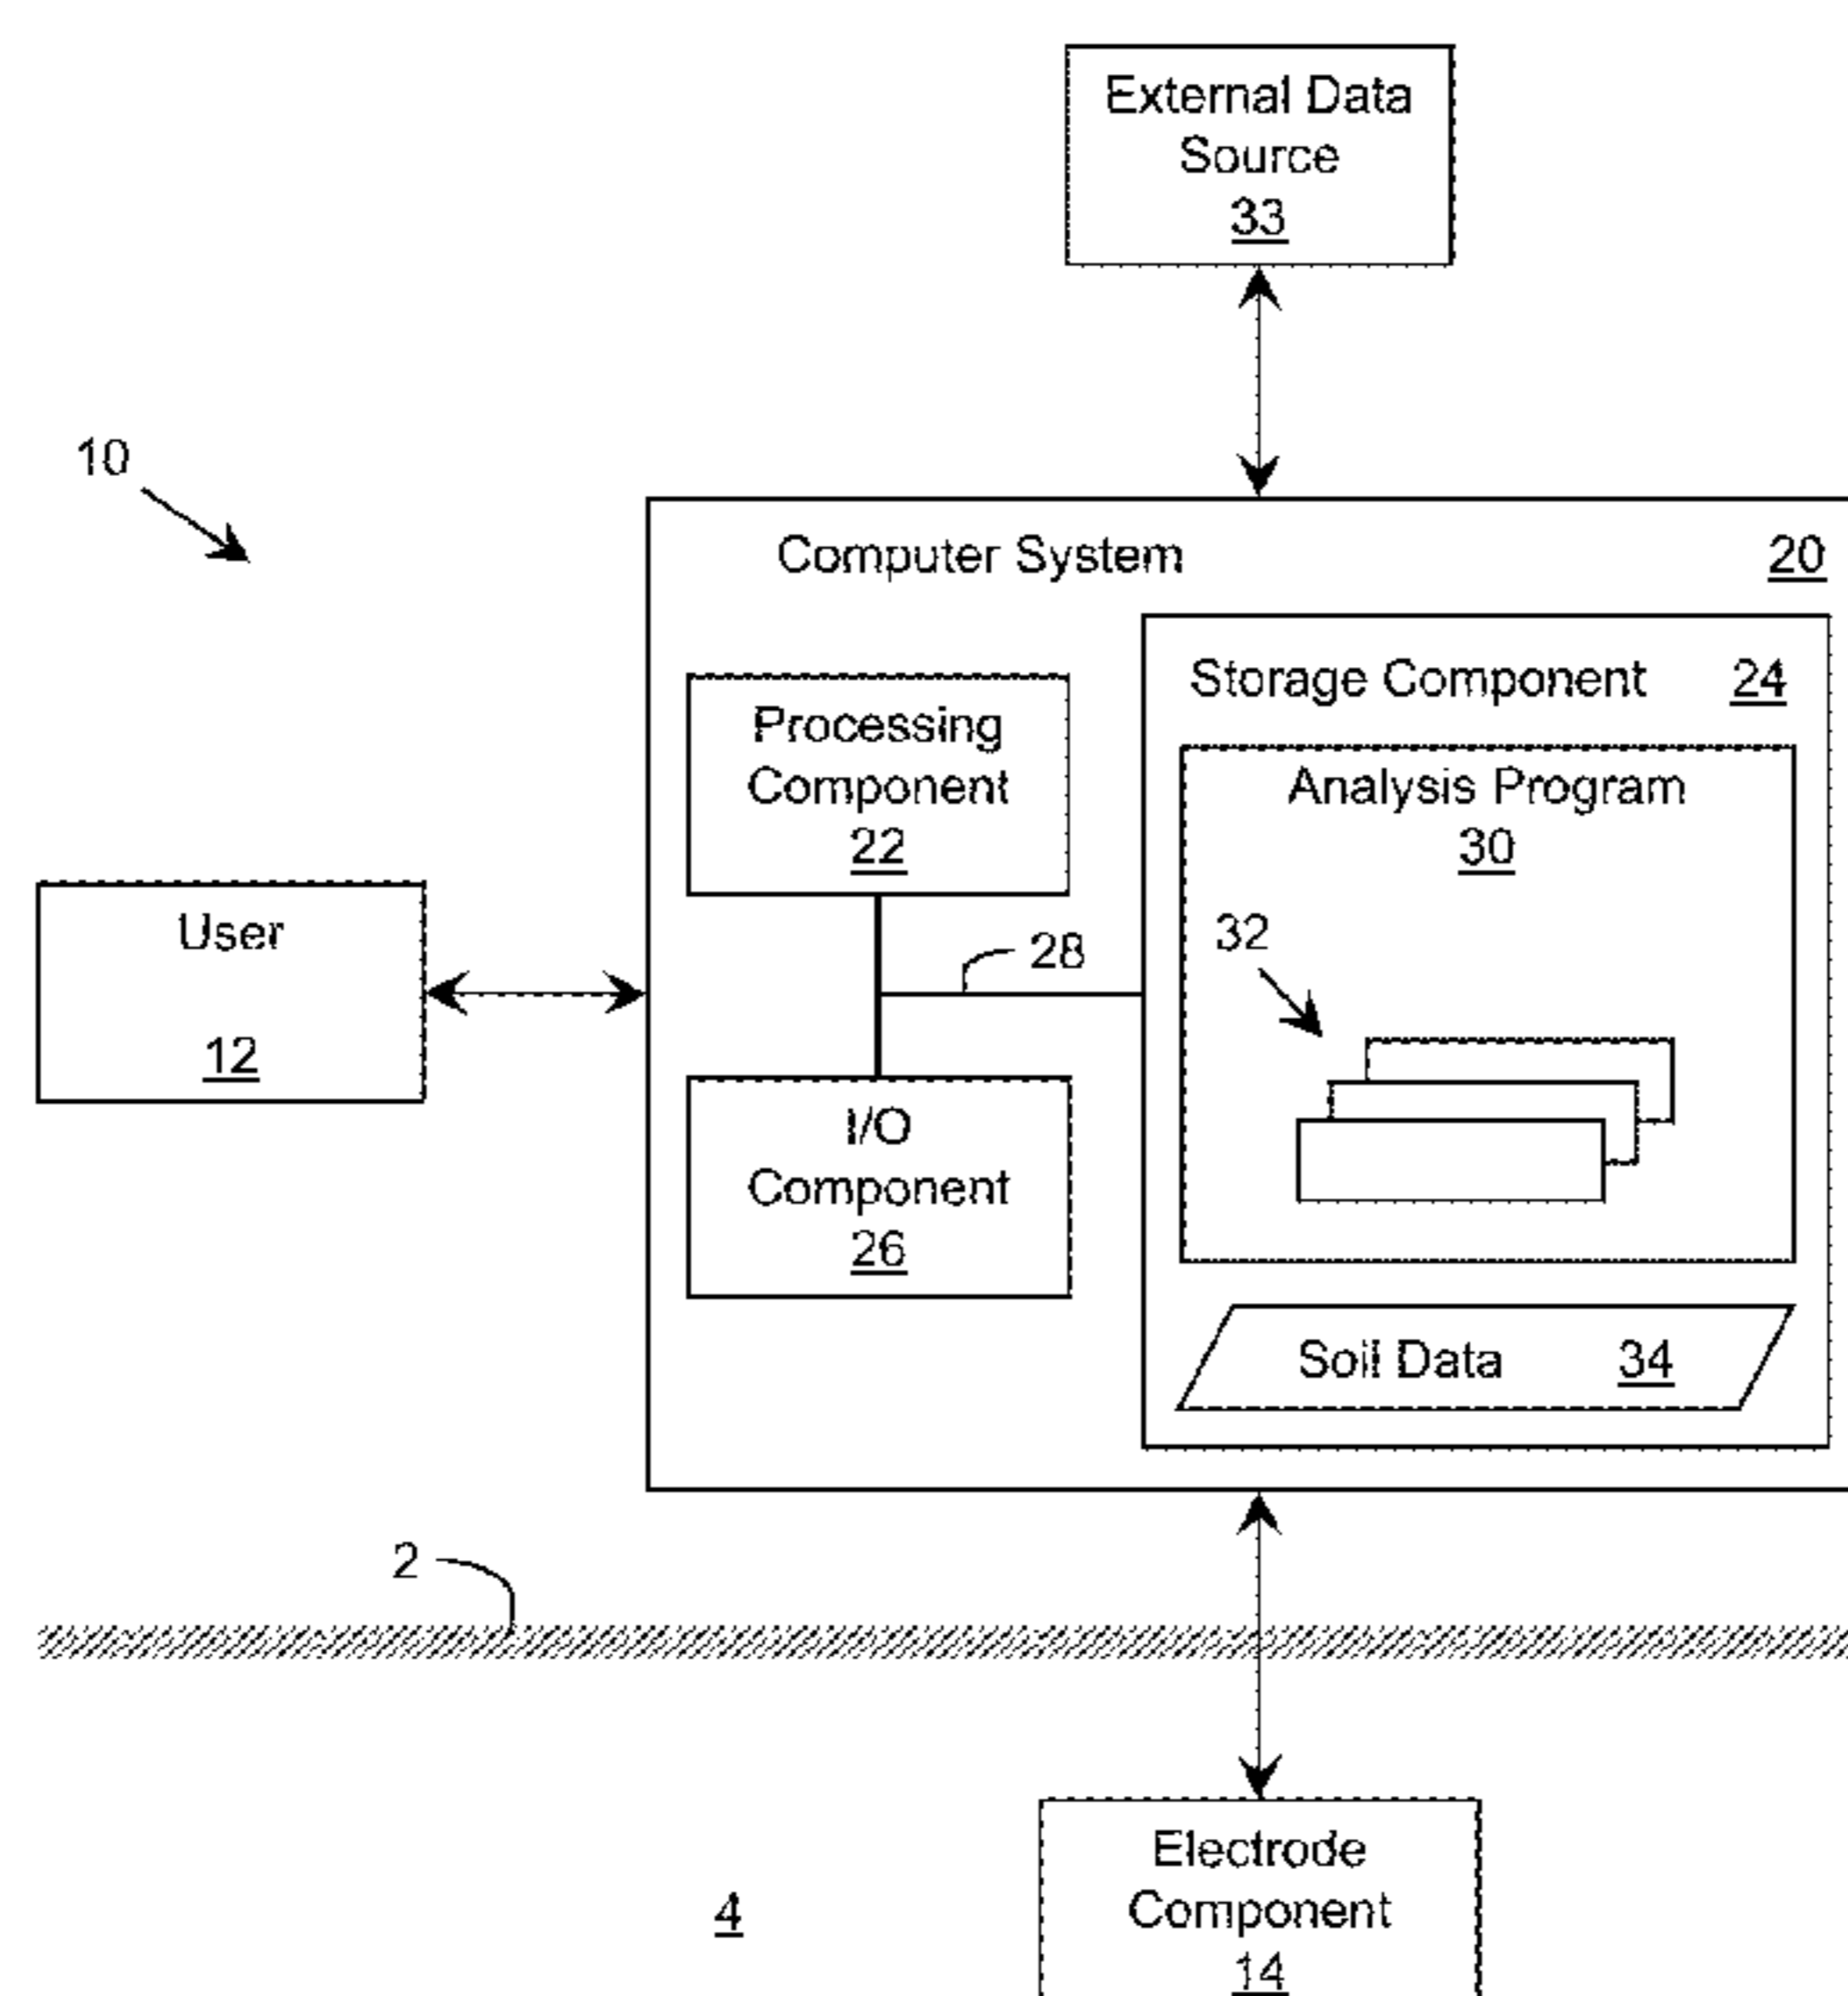 External Data
Source
33
10
Computer System 20
Storage Component 24
Processing
Component
22
Analysis Program
30
User
12
32
28
I/O
Component
26
Soil Data 34
2
4
Electrode
Component
14